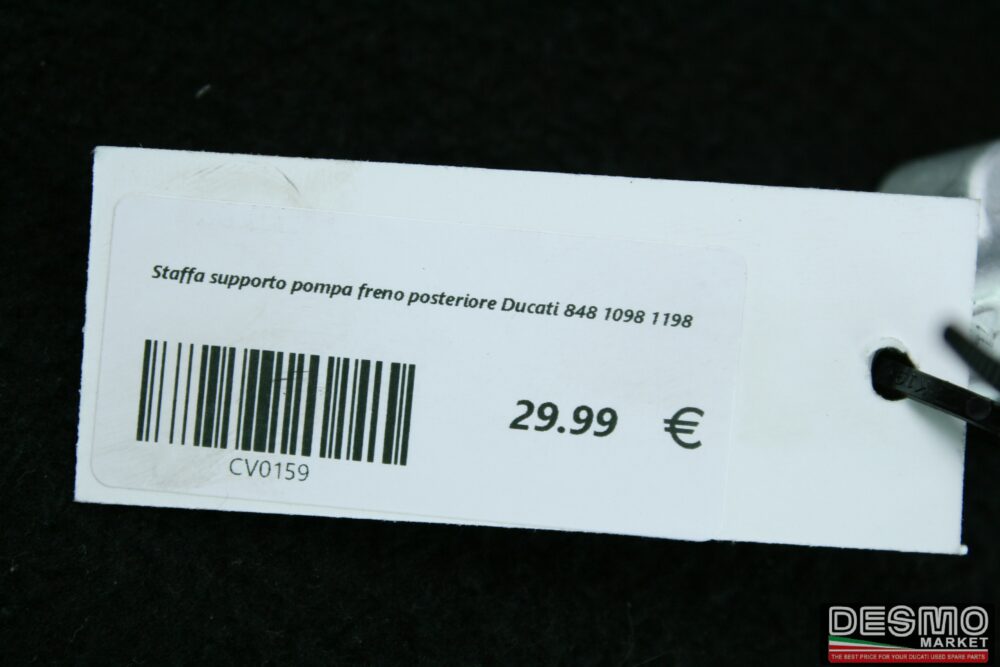 Staffa supporto pompa freno posteriore Ducati 848 1098 1198
29.99 €
CV0159
DESMO
MARKET
THE BEST PRICE FOR YOUR DUCATI USED SPARE PARTS